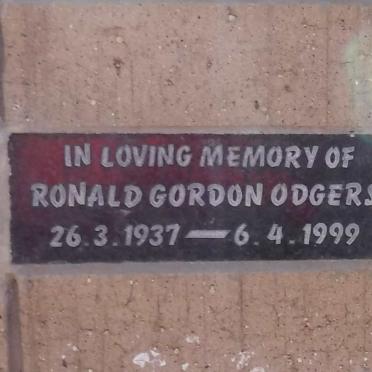 IN LOVING MEMORY OF
RONALD GORDON ODGERS
26.3.1937 — 6.4.1999